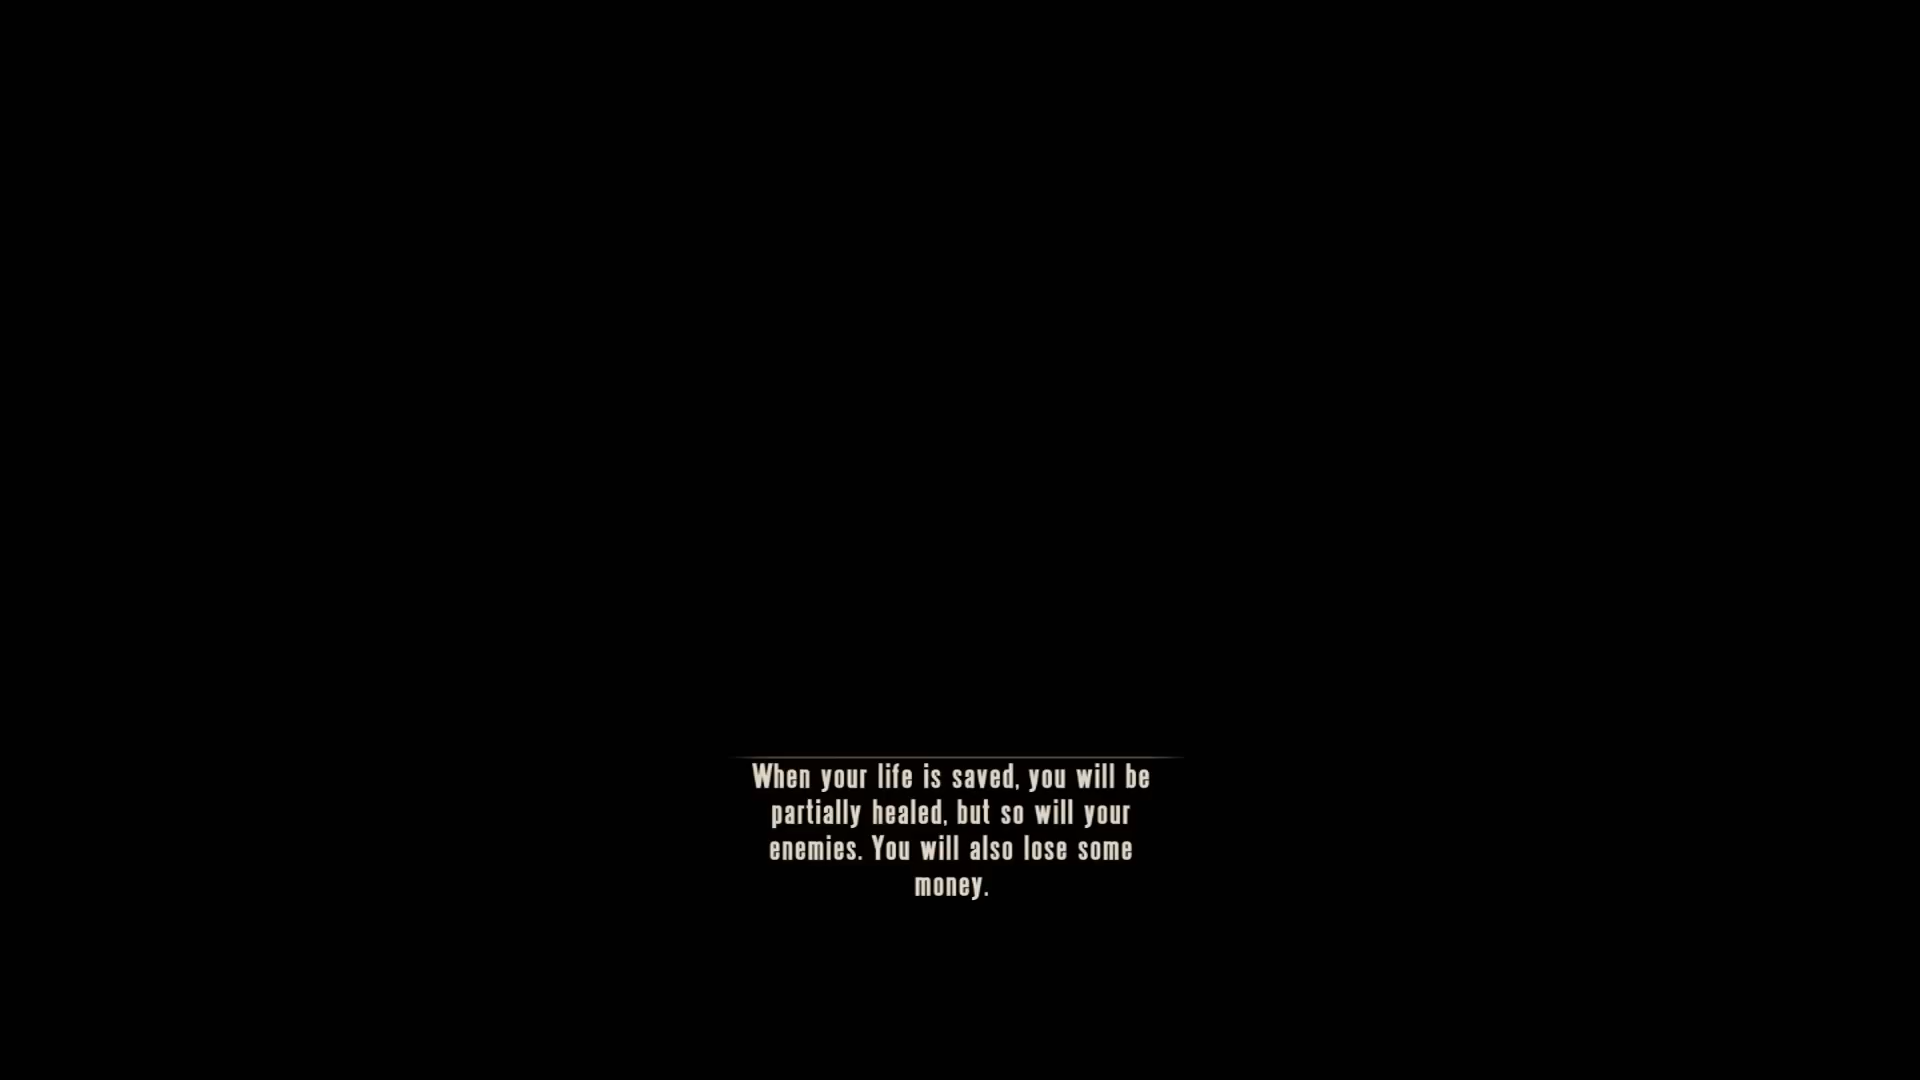 When your life is saved, you will be
partially healed, but so will your
enemies. You will also lose some
money.